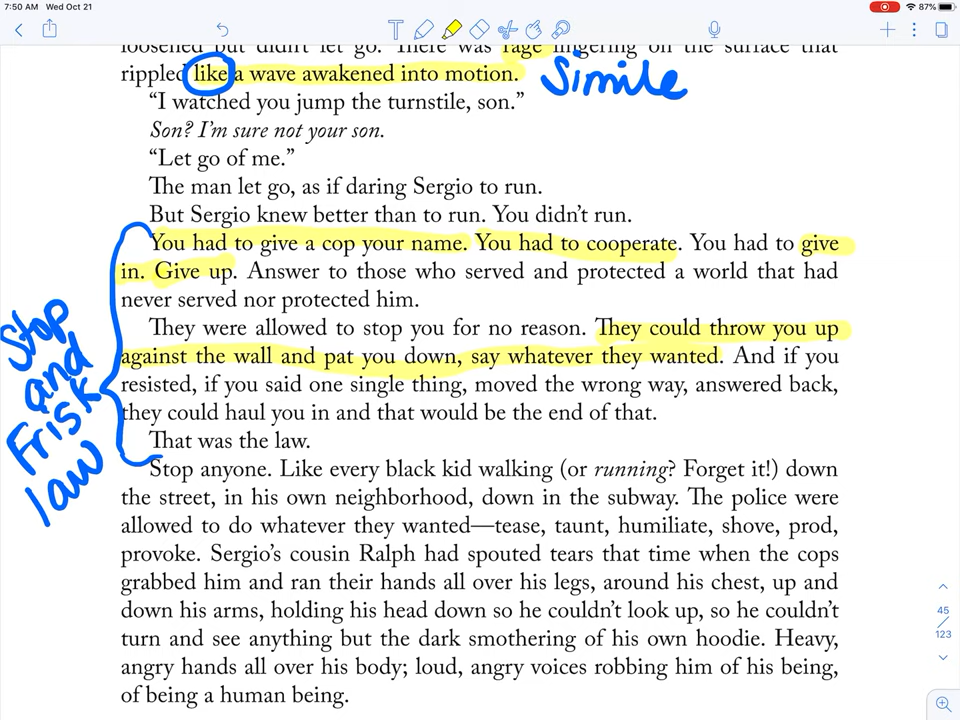 7:50 AM Wed Oct 21
87%
loosened but didn't let go. There was rage lingering on the surface that
rippled like a wave awakened into motion.
Simile
"I watched you jump the turnstile, son."
Son? I'm sure not your son.
"Let go of me."
The man let go, as if daring Sergio to run.
But Sergio knew better than to run. You didn't run.
You had to give a cop your name. You had to cooperate. You had to give
in. Give up. Answer to those who served and protected a world that had
never served nor protected him.
They were allowed to stop you for no reason. They could throw you up
against the wall and pat you down, say whatever they wanted. And if you
resisted, if you said one single thing, moved the wrong way, answered back,
they could haul you in and that would be the end of that.
That was the law.
Stop
and
Frisk
law
Stop anyone. Like every black kid walking (or running? Forget it!) down
the street, in his own neighborhood, down in the subway. The police were
allowed to do whatever they wanted—tease, taunt, humiliate, shove, prod,
provoke. Sergio's cousin Ralph had spouted tears that time when the cops
grabbed him and ran their hands all over his legs, around his chest, up and
down his arms, holding his head down so he couldn't look up, so he couldn't
turn and see anything but the dark smothering of his own hoodie. Heavy,
angry hands all over his body; loud, angry voices robbing him of his being,
of being a human being.
45
123